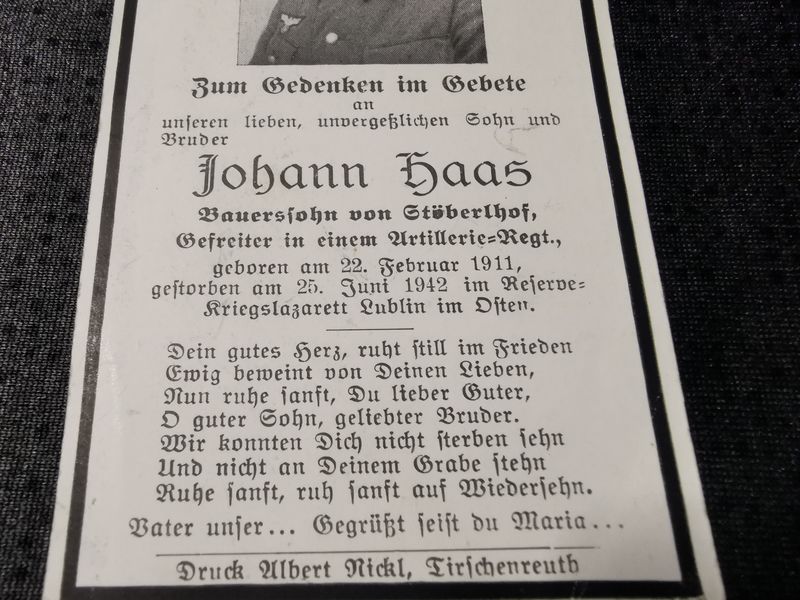 Zum Gedenken im Gebete
an
unseren lieben, unvergeßlichen Sohn und
Bruder
Johann Haas
Bauerssohn von Stöberlhof,
Gefreiter in einem Artillerie=Regt.,
geboren am 22. Februar 1911,
gestorben am 25. Juni 1942 im Reserve=
Kriegslazarett Lublin im Osten.
Dein gutes Herz, ruht still im Frieden
Ewig beweint von Deinen Lieben,
Nun ruhe sanft, Du lieber Guter,
O guter Sohn, geliebter Bruder.
Wir konnten Dich nicht sterben sehn
Und nicht an Deinem Grabe stehn
Ruhe sanft, ruh sanft auf Wiedersehn.
Vater unser... Gegrüßt seist du Maria...
Druck Albert Nickl, Tirschenreuth